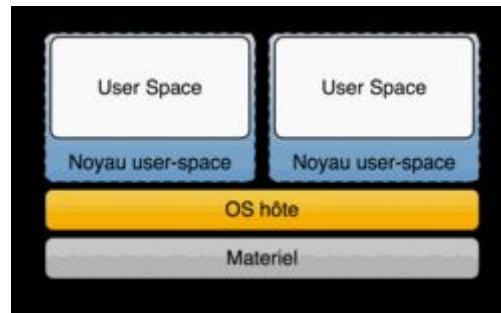 User Space User Space
Noyau user-space Noyau user-space
OS hôte
Materiel